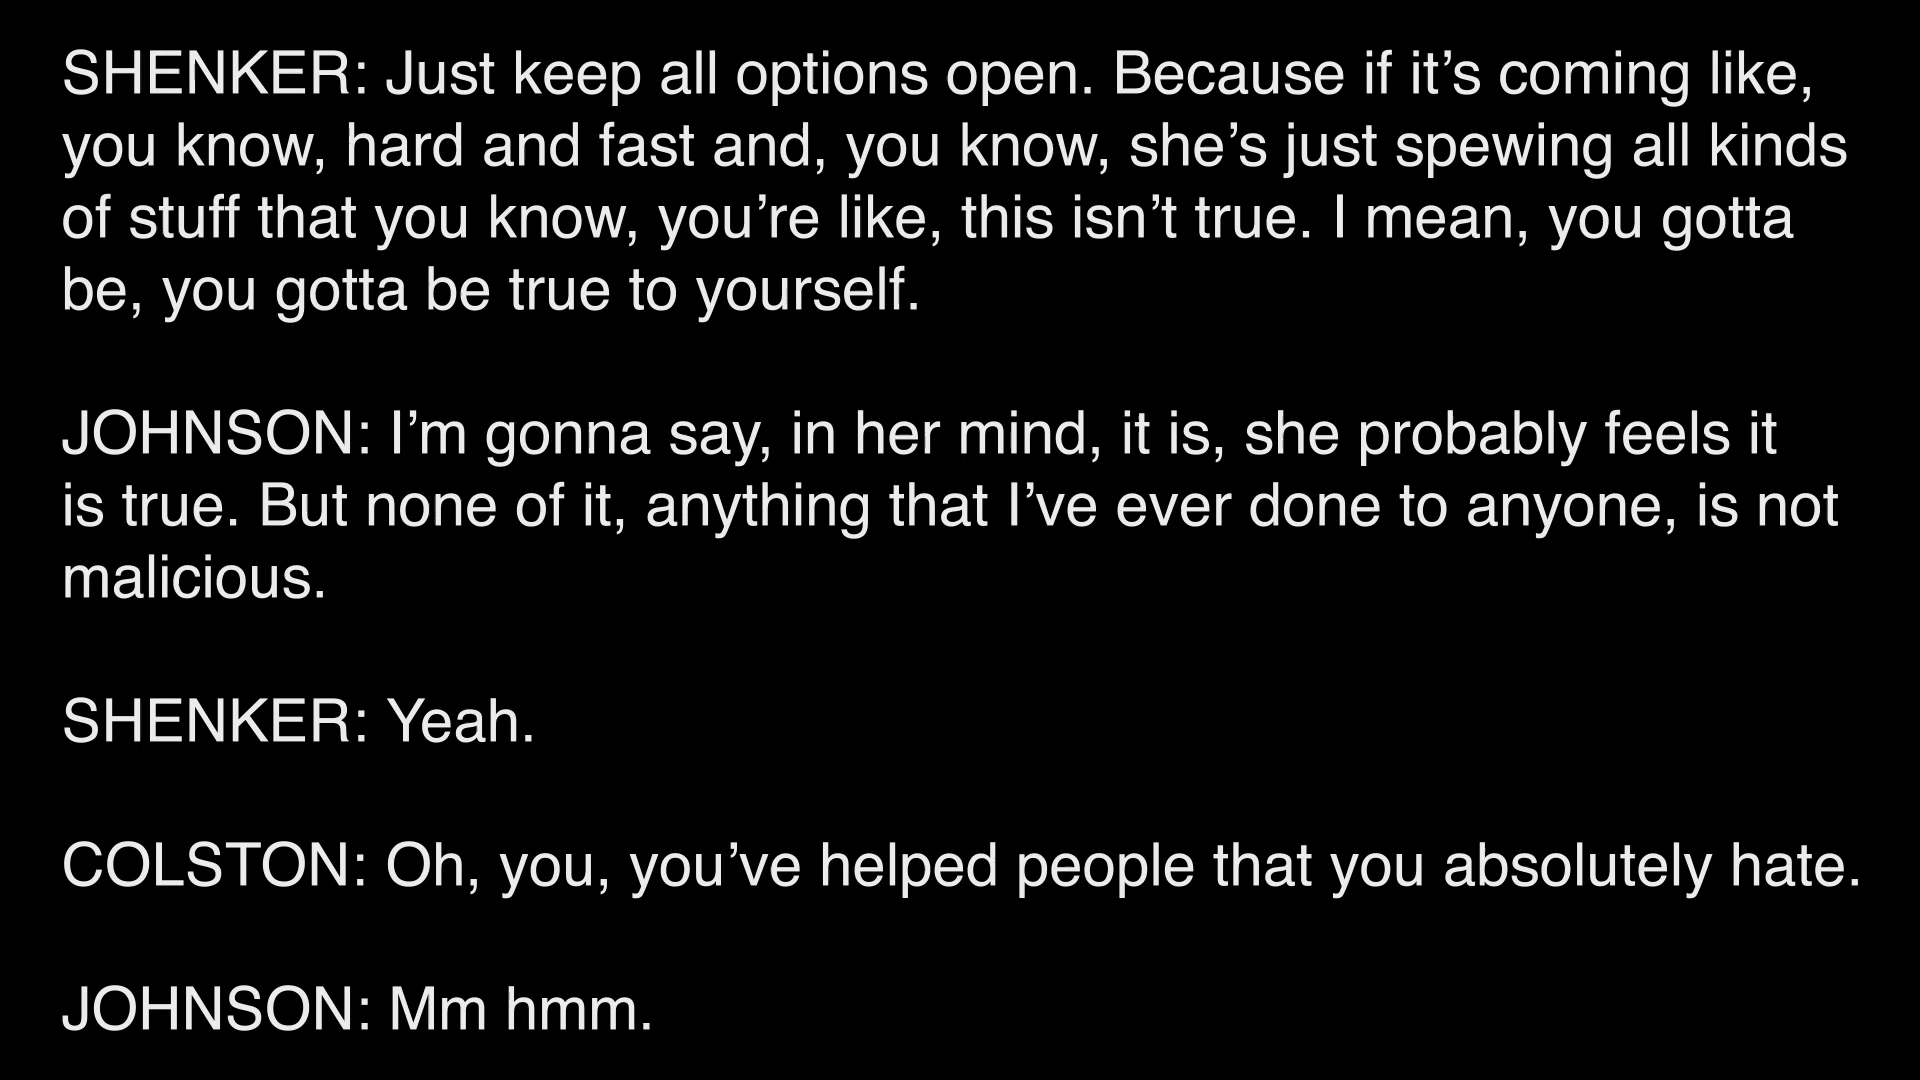 SHENKER: Just keep all options open. Because if it’s coming like,
you know, hard and fast and, you know, she’s just spewing all kinds
of stuff that you know, you’re like, this isn’t true. I mean, you gotta
be, you gotta be true to yourself.
JOHNSON: I’m gonna say, in her mind, it is, she probably feels it
is true. But none of it, anything that I’ve ever done to anyone, is not
malicious.
SHENKER: Yeah.
COLSTON: Oh, you, you’ve helped people that you absolutely hate.
JOHNSON: Mm hmm.